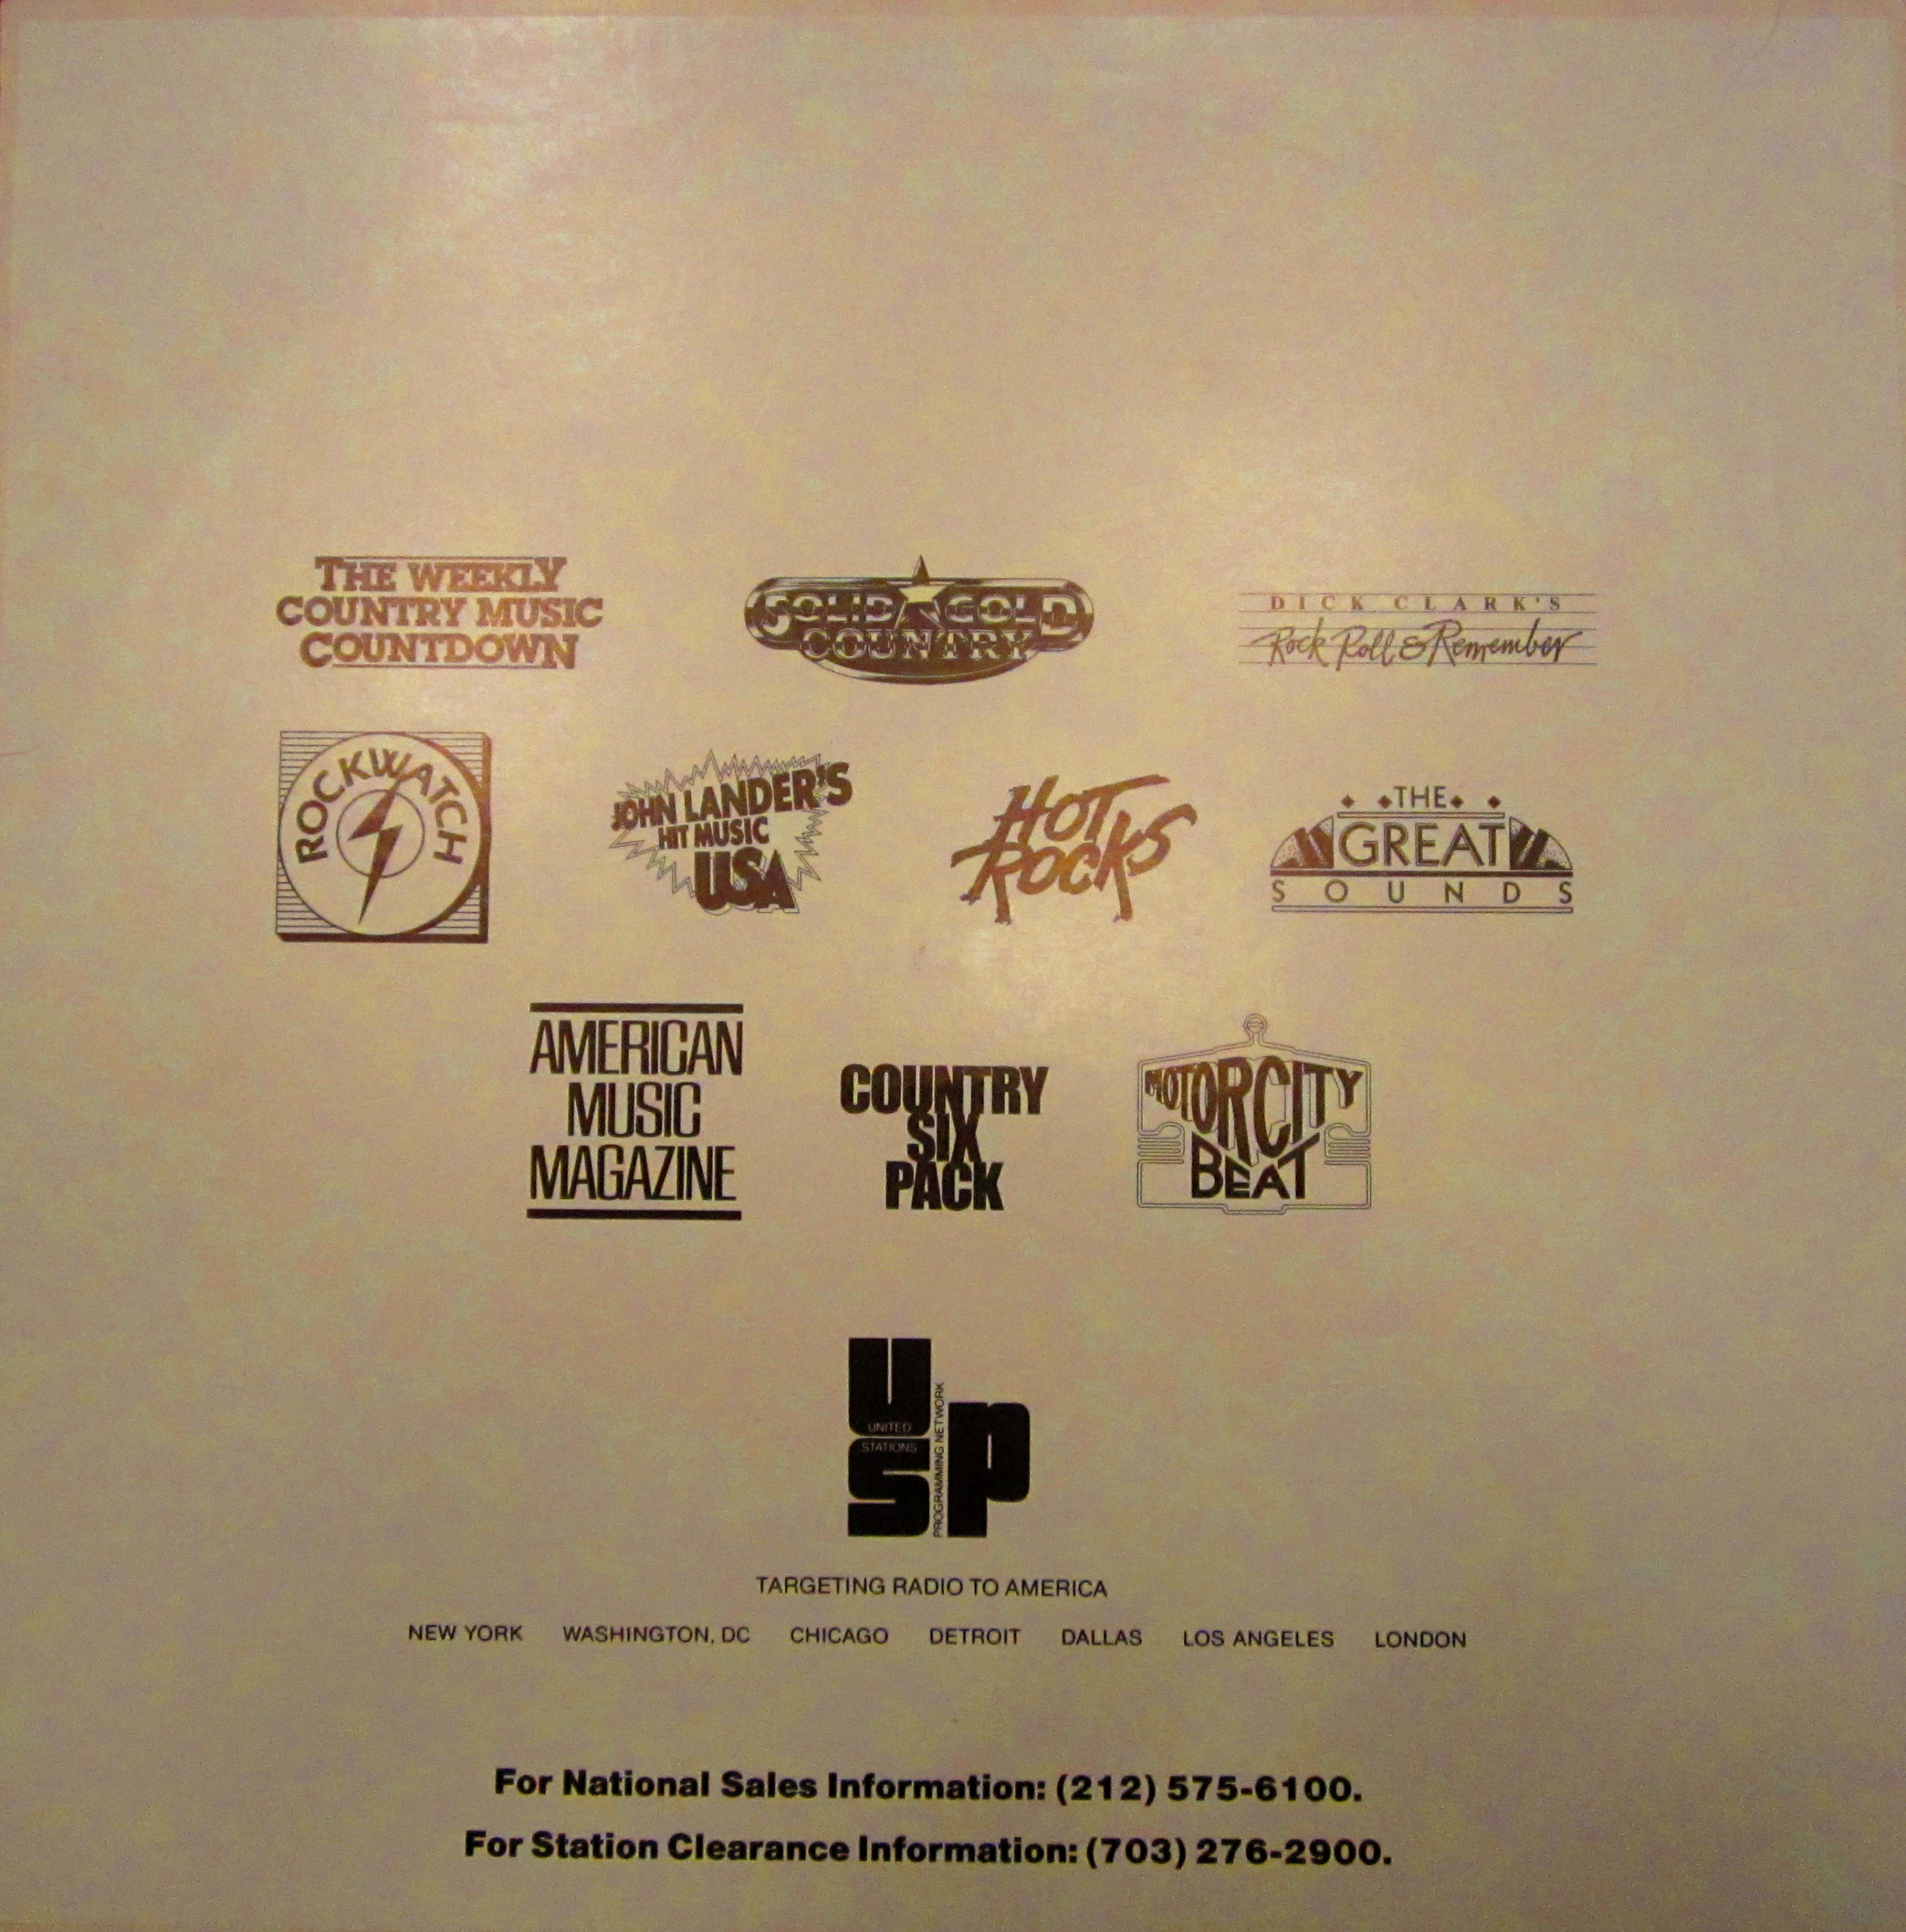 THE WEEKLY
COUNTRY MUSIC
COUNTDOWN
SOLID GOLD
COUNTRY
DICK CLARK'S
Rock Roll & Remember
ROCKWATCH
JOHN LANDER'S
HIT MUSIC
USA
HOT
ROCKS
THE
GREAT
SOUNDS
AMERICAN
MUSIC
MAGAZINE
COUNTRY
SIX
PACK
MOTORCITY
BEAT
U
UNITED
STATIONS
SP
PROGRAMMING NETWORK
TARGETING RADIO TO AMERICA
NEW YORK WASHINGTON, DC CHICAGO DETROIT DALLAS LOS ANGELES LONDON
For National Sales Information: (212) 575-6100.
For Station Clearance Information: (703) 276-2900.